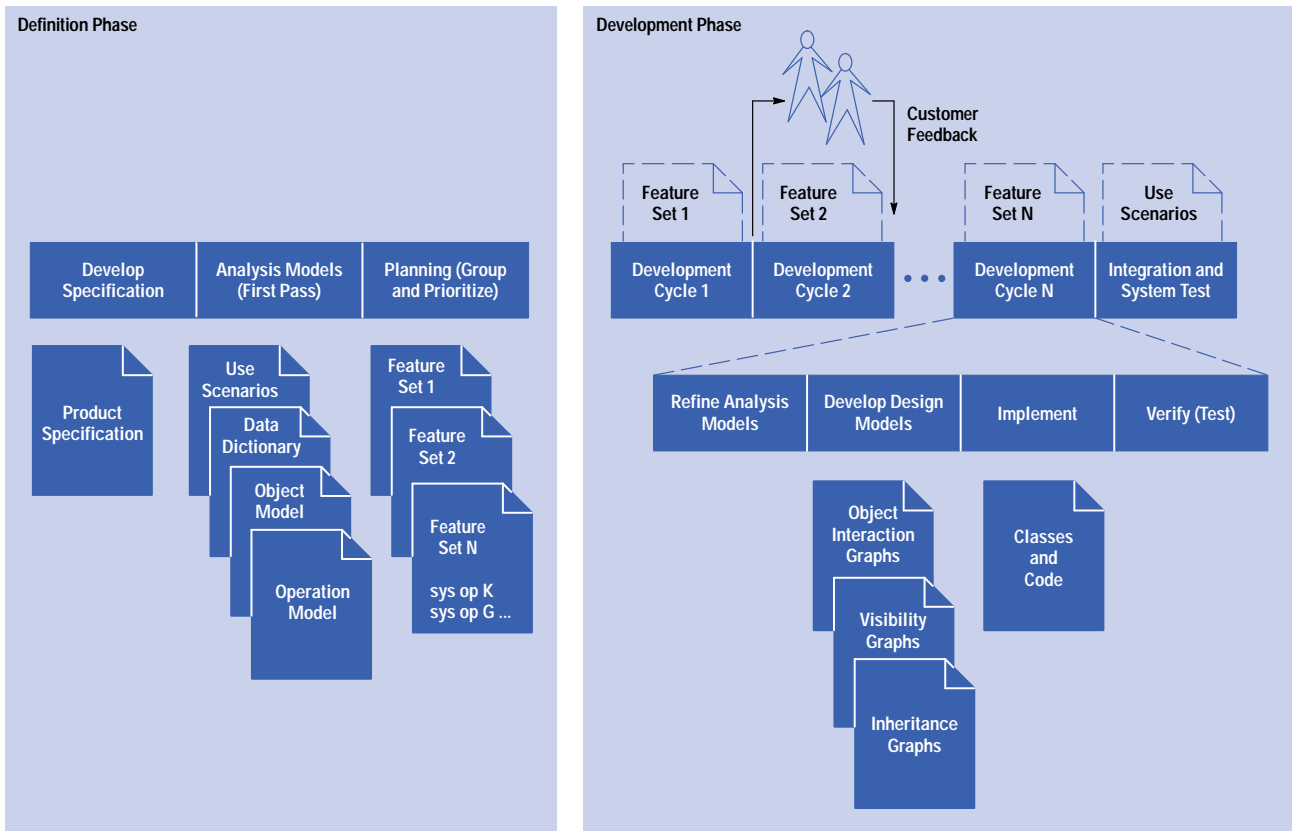 Definition Phase
Develop
Specification
Analysis Models
(First Pass)
Planning (Group
and Prioritize)
Product
Specification
Use
Scenarios
Data
Dictionary
Object
Model
Operation
Model
Feature
Set 1
Feature
Set 2
Feature
Set N
sys op K
sys op G ...
Development Phase
Customer
Feedback
Feature
Set 1
Feature
Set 2
Feature
Set N
Use
Scenarios
Development
Cycle 1
Development
Cycle 2
Development
Cycle N
Integration and
System Test
Refine Analysis
Models
Develop Design
Models
Implement
Verify (Test)
Object
Interaction
Graphs
Visibility
Graphs
Inheritance
Graphs
Classes
and
Code